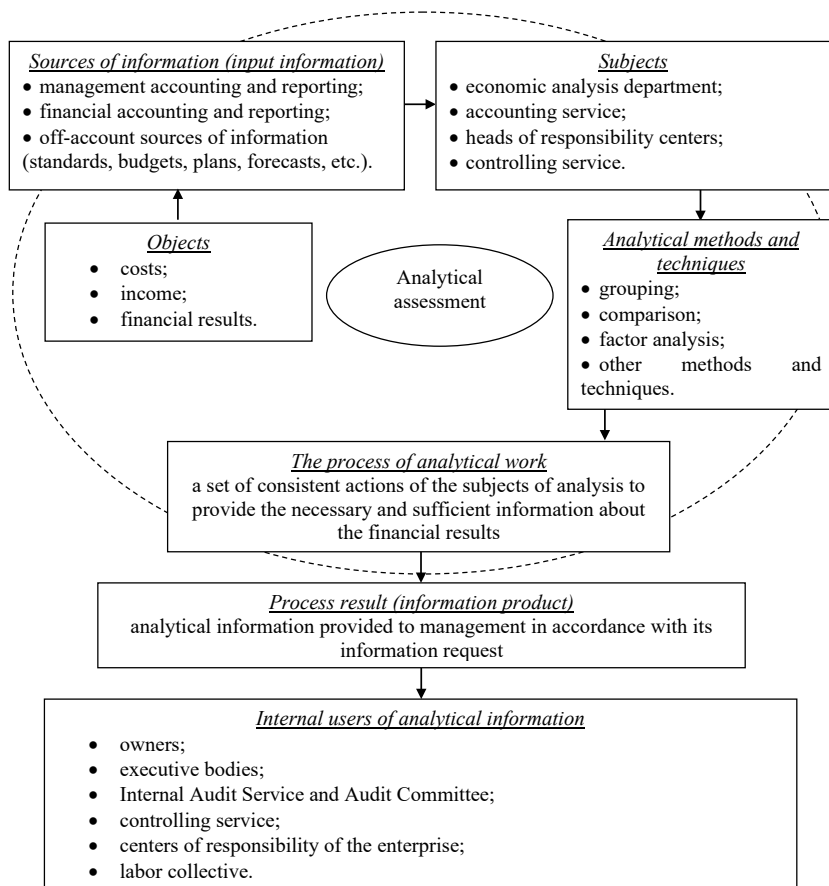 Sources of information (input information)
• management accounting and reporting;
• financial accounting and reporting;
• off-account sources of information
(standards, budgets, plans, forecasts, etc.).
Subjects
• economic analysis department;
• accounting service;
• heads of responsibility centers;
• controlling service.
Objects
• costs;
• income;
• financial results.
Analytical
assessment
Analytical methods and
techniques
• grouping;
• comparison;
• factor analysis;
• other methods and
techniques.
The process of analytical work
a set of consistent actions of the subjects of analysis to
provide the necessary and sufficient information about
the financial results
Process result (information product)
analytical information provided to management in accordance with its
information request
Internal users of analytical information
• owners;
• executive bodies;
• Internal Audit Service and Audit Committee;
• controlling service;
• centers of responsibility of the enterprise;
• labor collective.